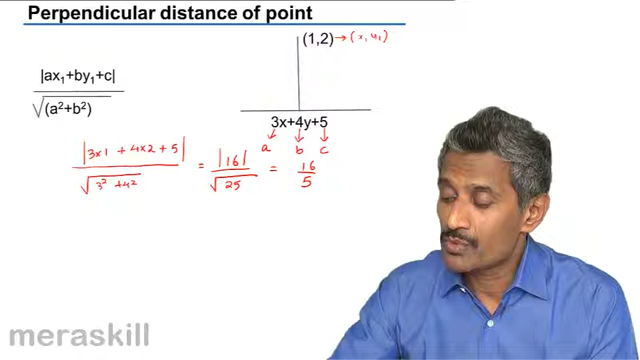 Perpendicular distance of point
(1,2) → (x, y₁)
|ax₁+by₁+c|
√(a²+b²)
3x+4y+5
a b c
|3x1 + 4x2 + 5| = |16| = 16
√3² + 4² √25 5
meraskill